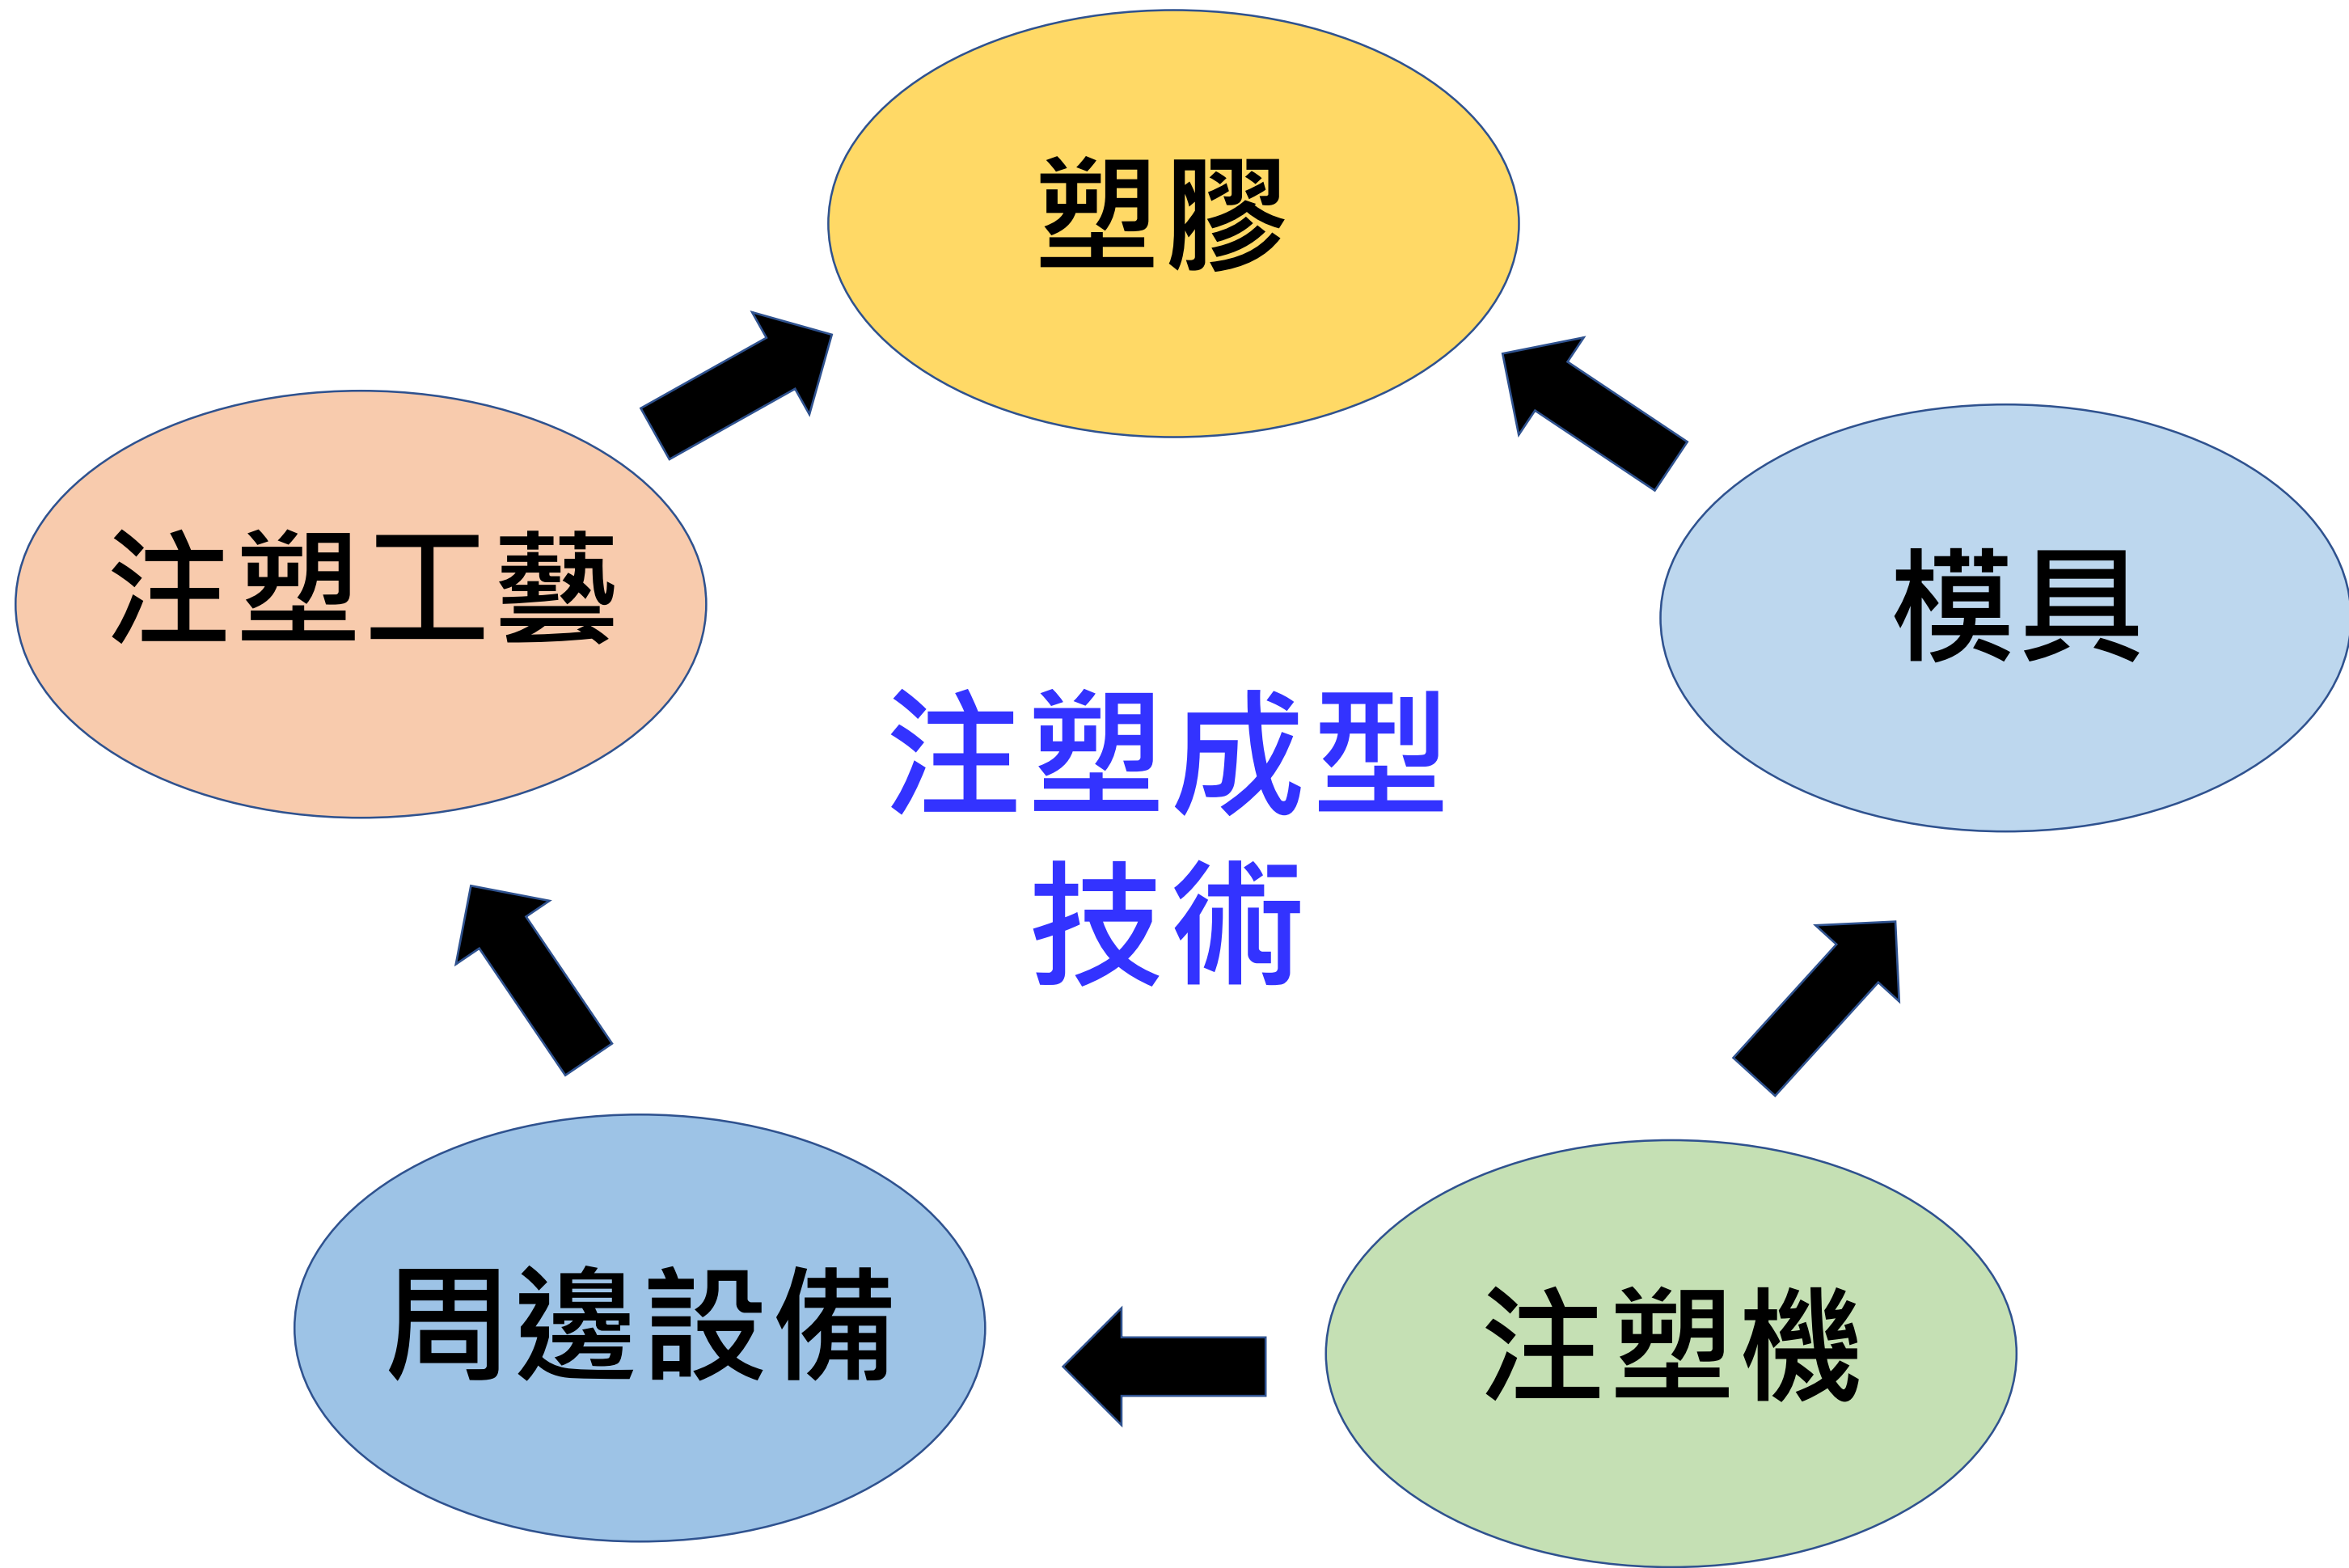 塑膠
注塑工藝
模具
注塑成型
技術
周邊設備
注塑機